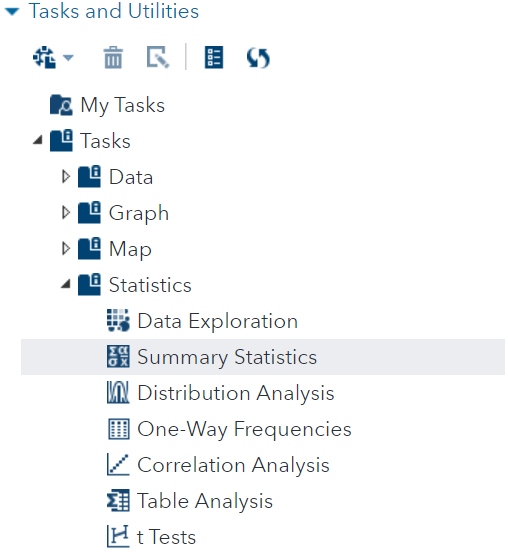 Tasks and Utilities
My Tasks
Tasks
Data
Graph
Map
Statistics
Data Exploration
Summary Statistics
Distribution Analysis
One-Way Frequencies
Correlation Analysis
Table Analysis
t Tests